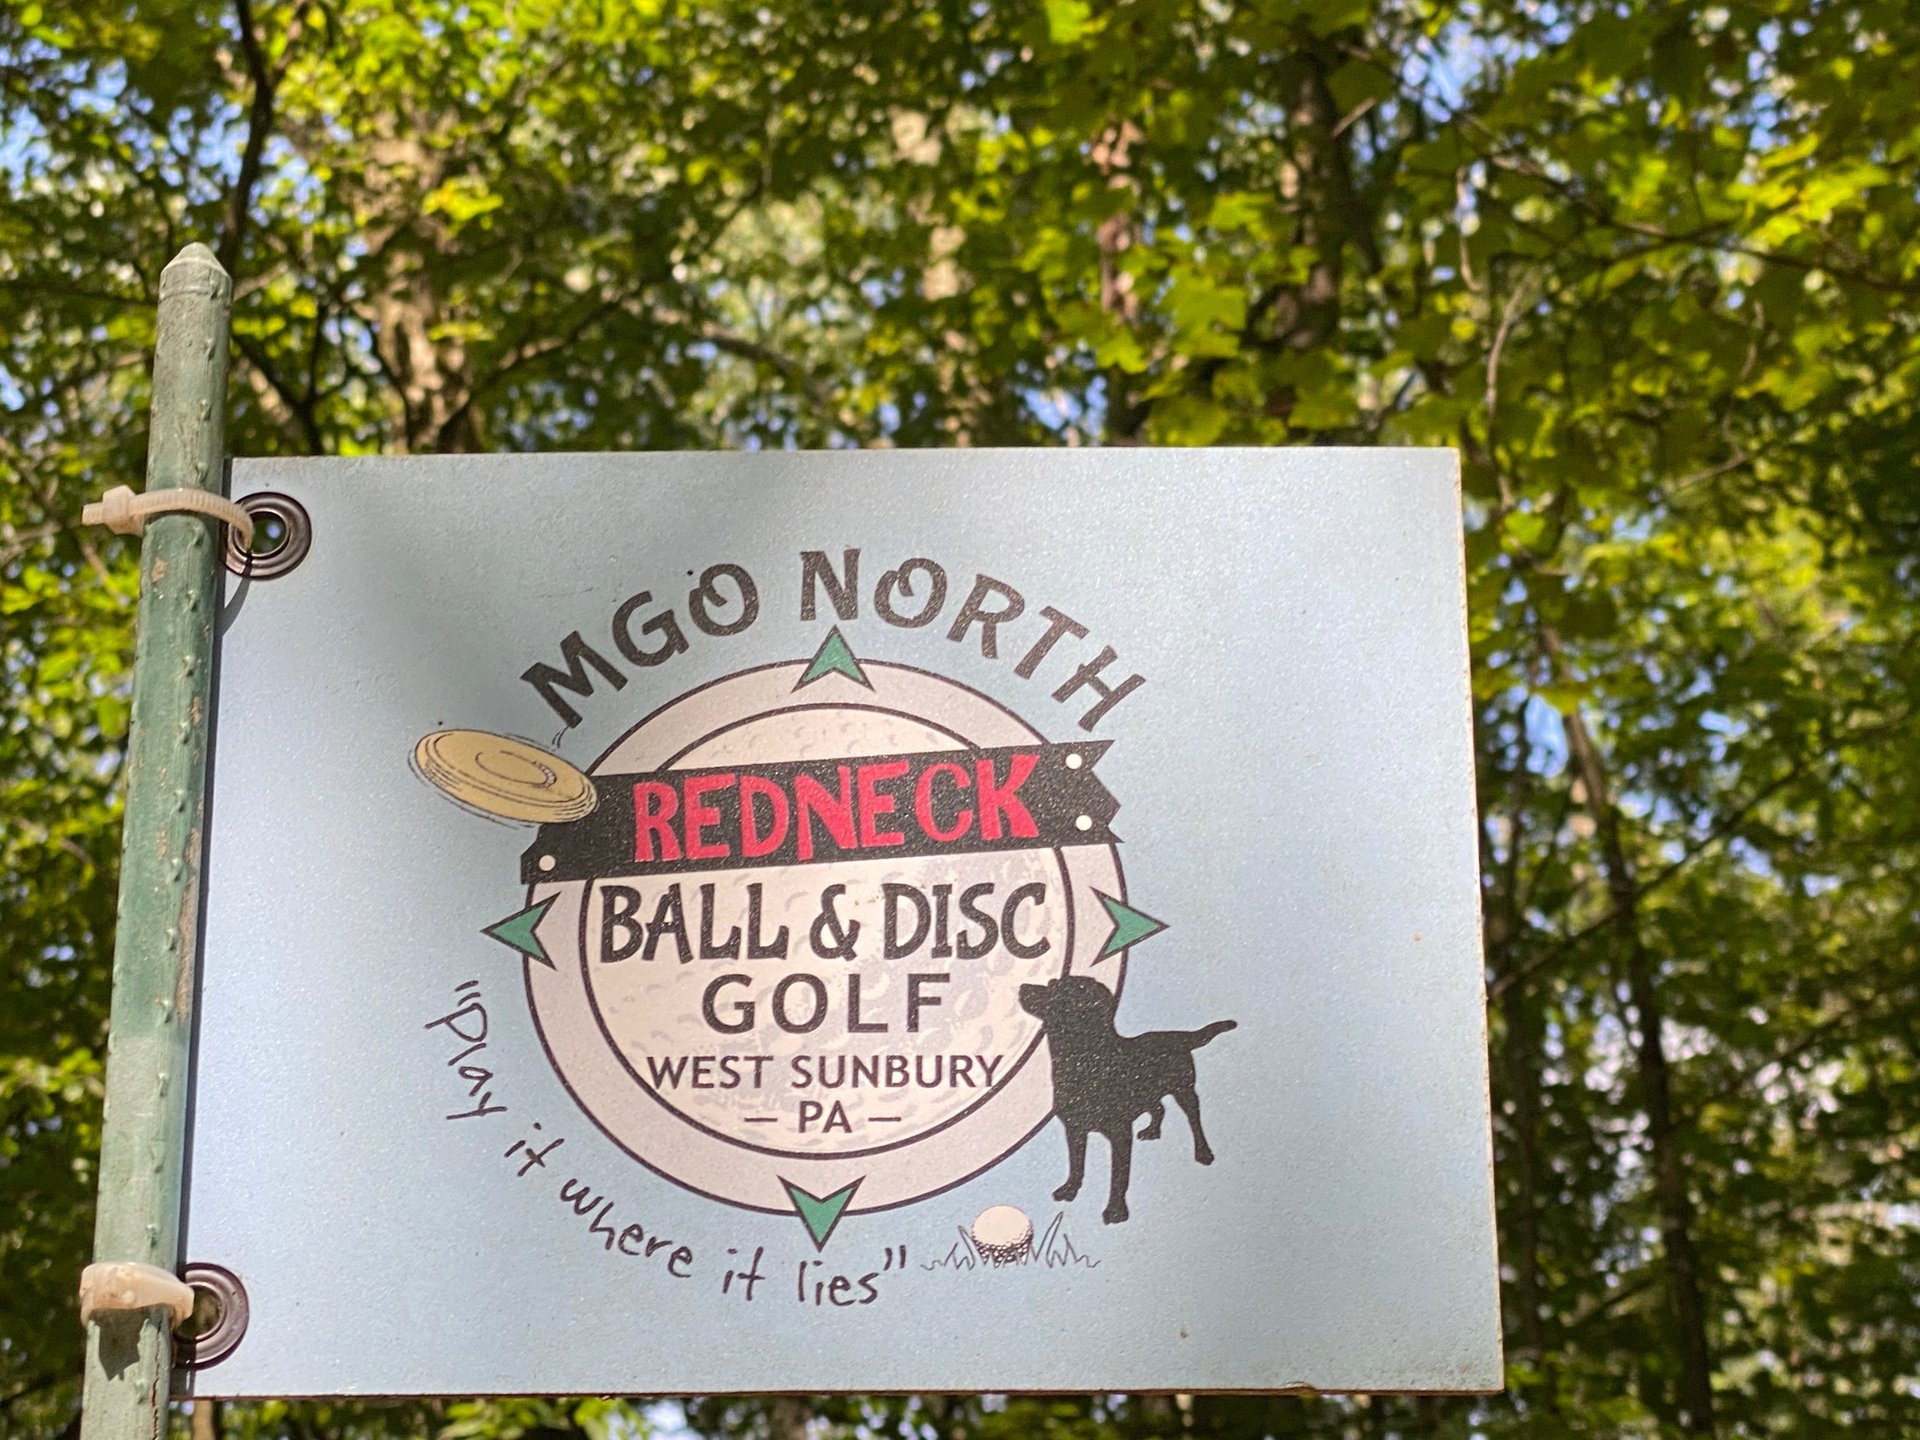 MGO NORTH
REDNECK
BALL & DISC
GOLF
WEST SUNBURY
– PA –
"Play it where it lies"